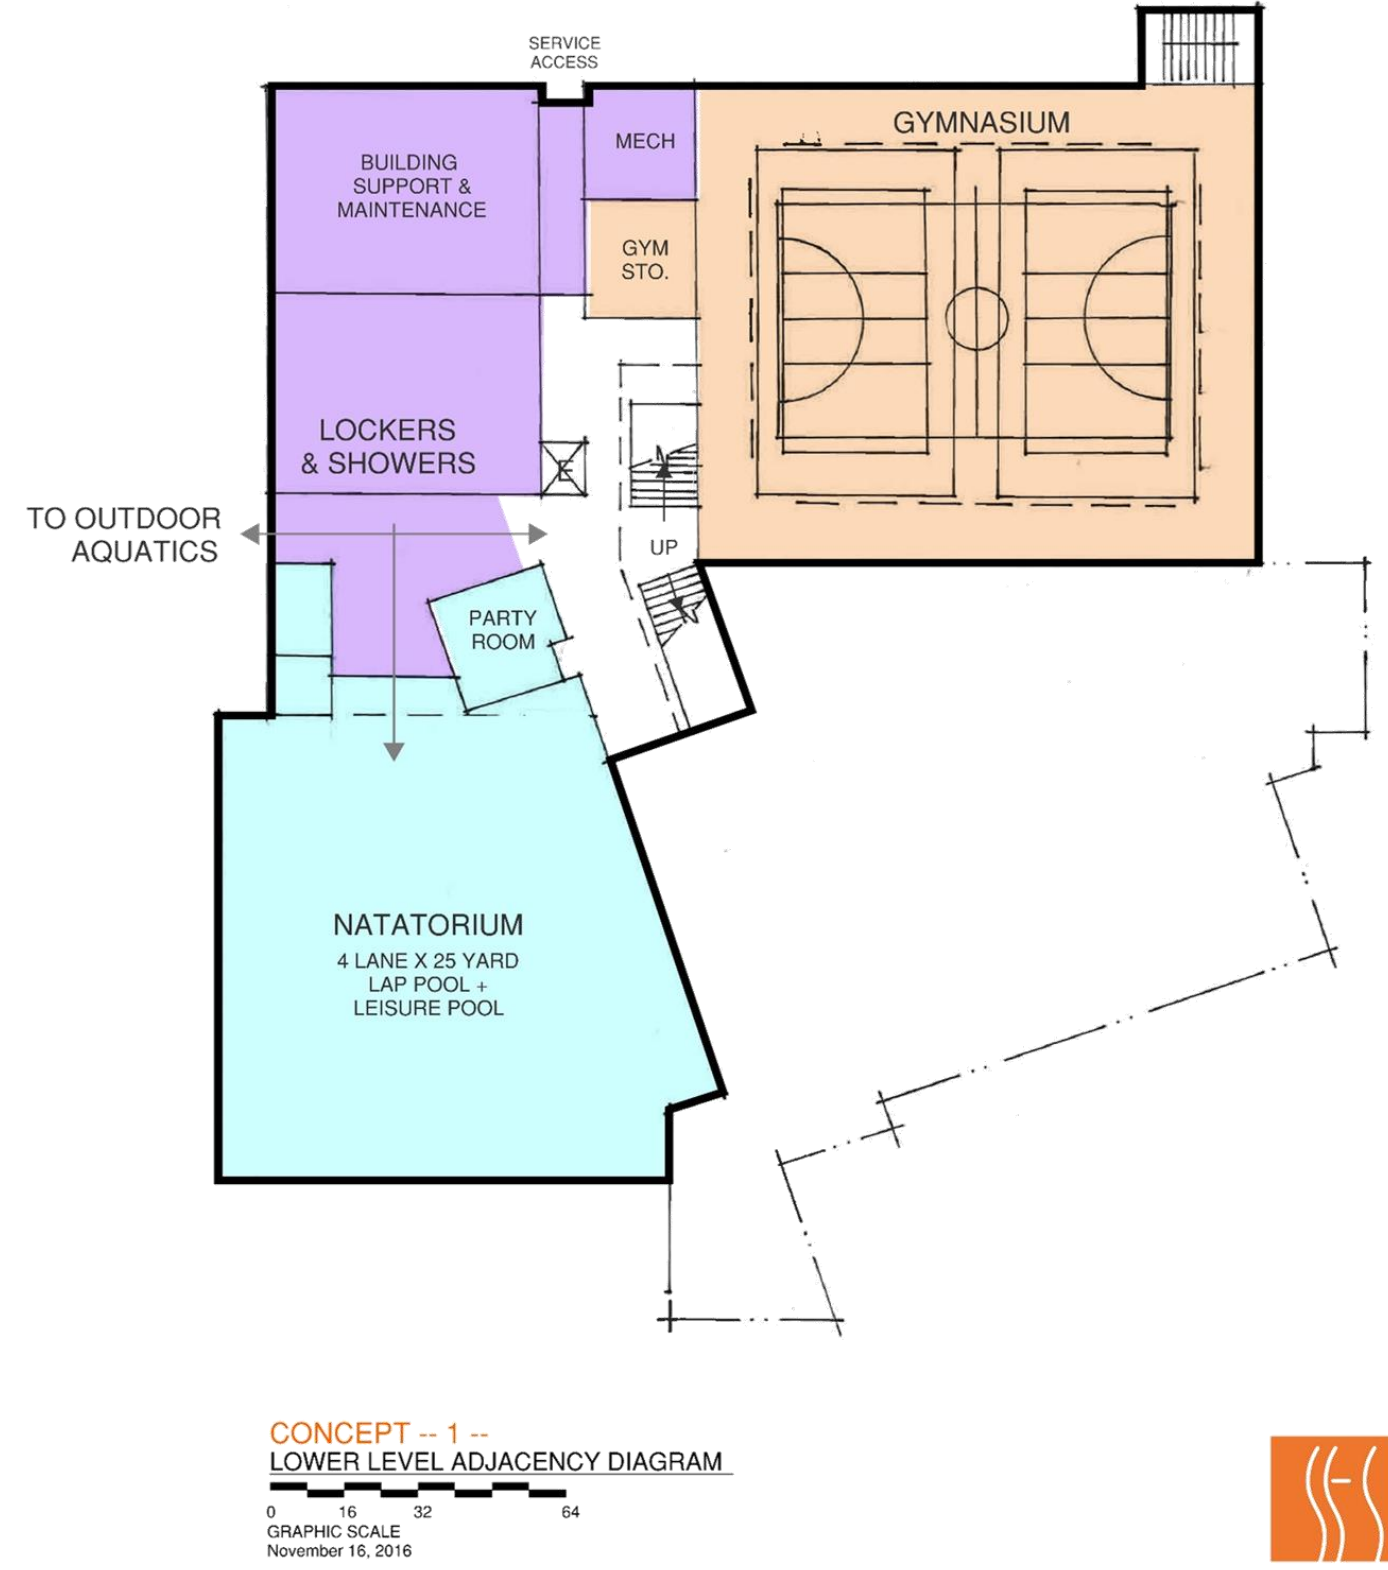 SERVICE
ACCESS
GYMNASIUM
MECH
BUILDING
SUPPORT &
MAINTENANCE
GYM
STO.
LOCKERS
& SHOWERS
E
TO OUTDOOR
AQUATICS
UP
PARTY
ROOM
NATATORIUM
4 LANE X 25 YARD
LAP POOL +
LEISURE POOL
CONCEPT -- 1 --
LOWER LEVEL ADJACENCY DIAGRAM
0 16 32 64
GRAPHIC SCALE
November 16, 2016